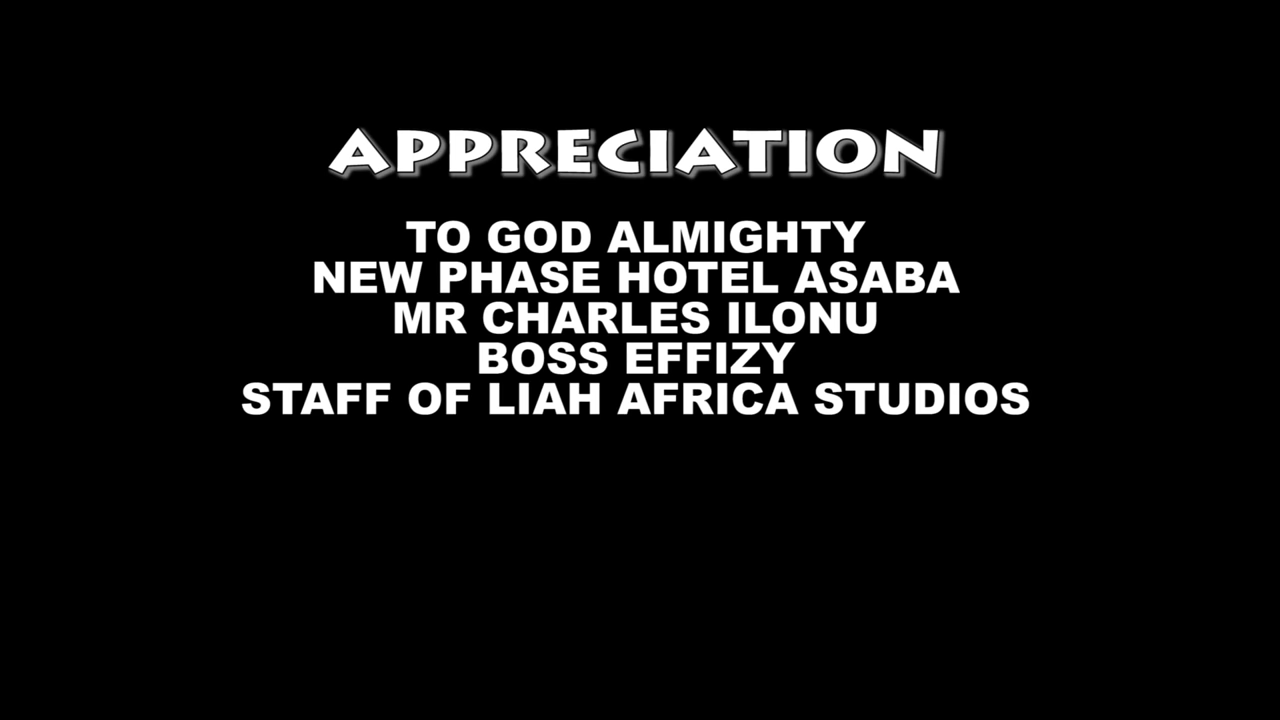 APPRECIATION
TO GOD ALMIGHTY
NEW PHASE HOTEL ASABA
MR CHARLES ILONU
BOSS EFFIZY
STAFF OF LIAH AFRICA STUDIOS